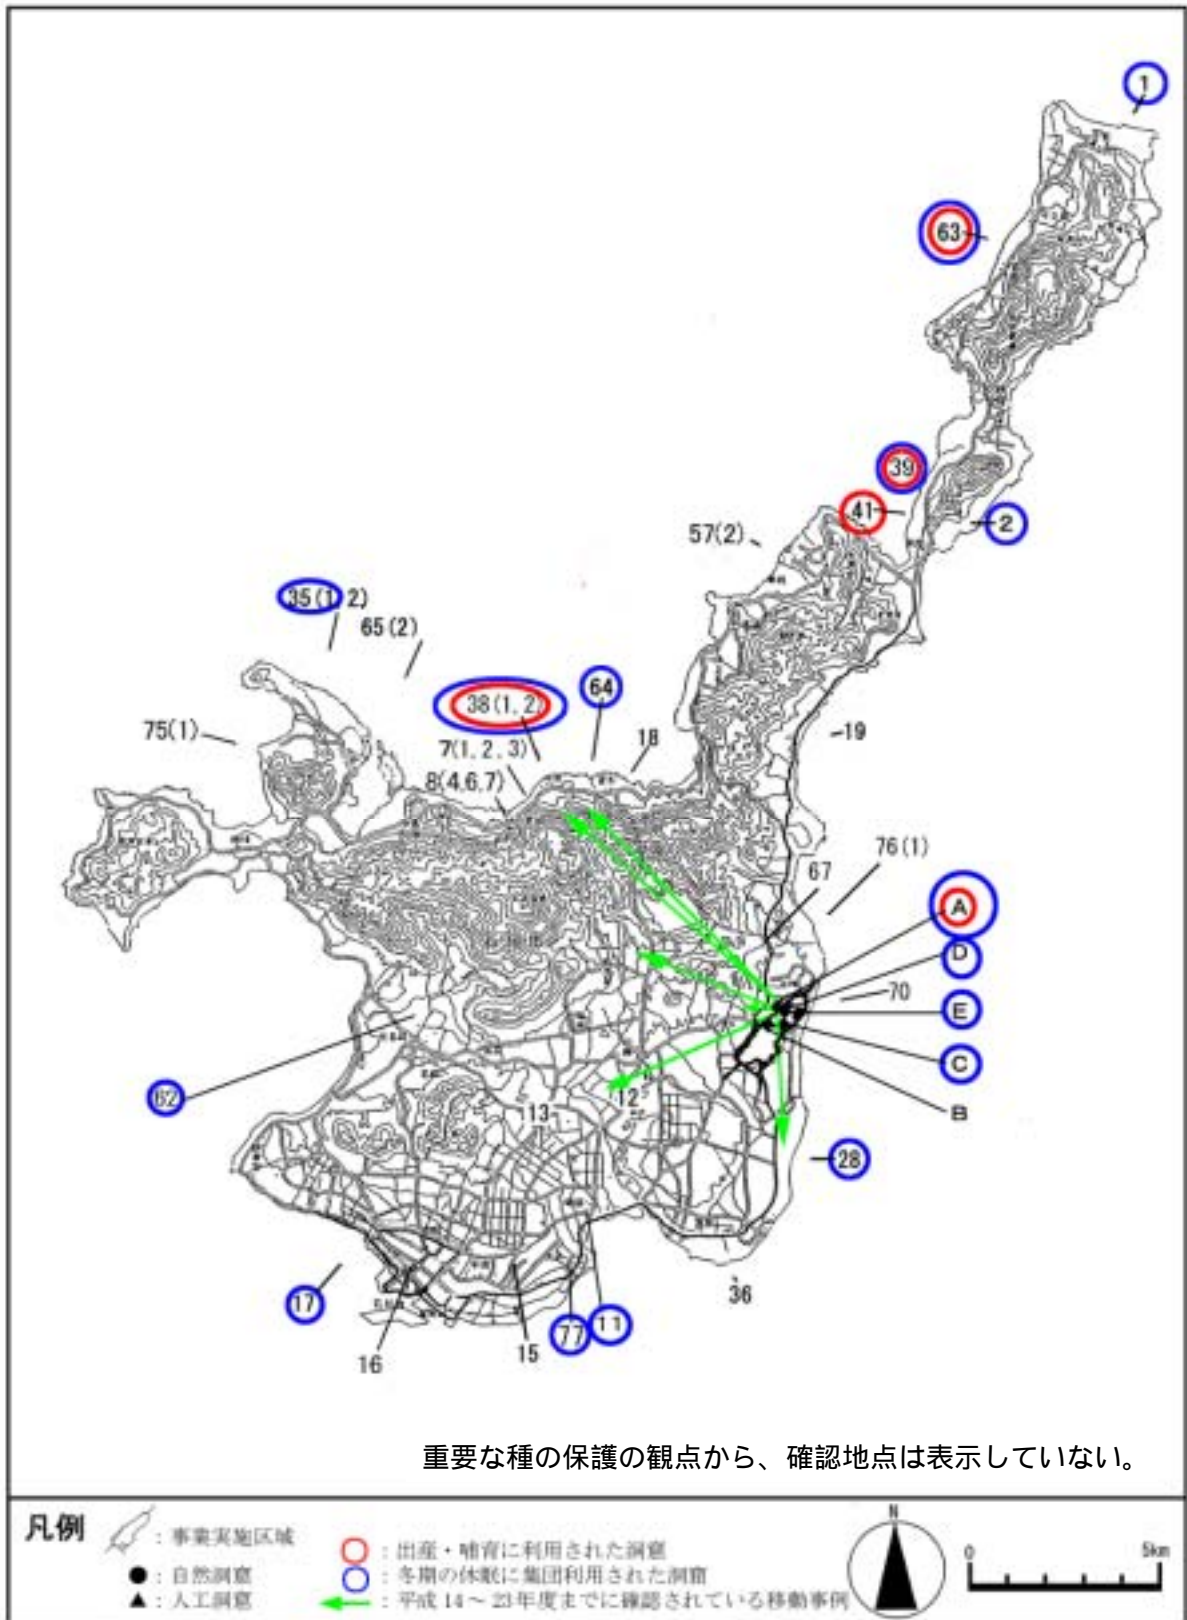 1
63
39
41
2
57(2)
35(1, 2)
65(2)
38(1, 2)
64
75(1)
7(1, 2, 3)
18
19
8(4,6,7)
76(1)
67
A
D
70
E
C
62
12
13
B
28
17
36
77
11
16
15
重要な種の保護の観点から、確認地点は表示していない。
凡例
：事業実施区域
●：自然洞窟
▲：人工洞窟
：出産・哺育に利用された洞窟
：冬期の休眠に集団利用された洞窟
：平成14～23年度までに確認されている移動事例
N
0 5km